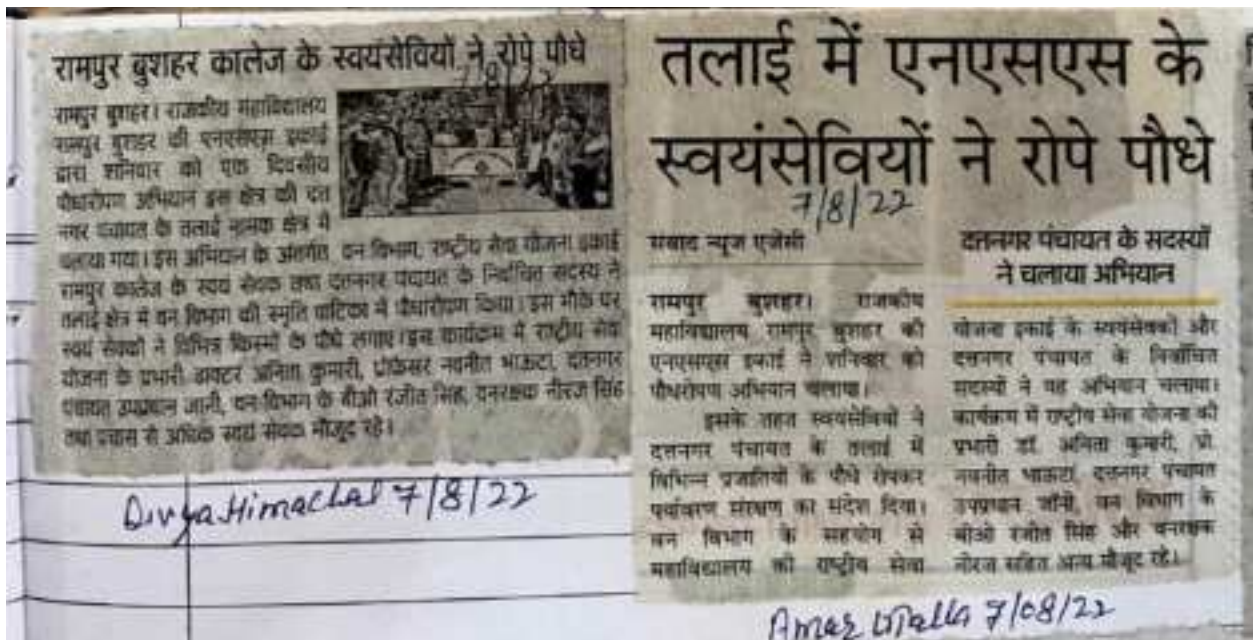 रामपुर बुशहर कालेज के स्वयंसेवियों ने रोपे पौधे
7/8/22
रामपुर बुशहर। राजकीय महाविद्यालय
रामपुर बुशहर की एनएसएस इकाई
द्वारा शनिवार को एक दिवसीय
पौधारोपण अभियान इस क्षेत्र की दत्त
नगर पंचायत के तलाई नामक क्षेत्र में
चलाया गया। इस अभियान के अंतर्गत वन विभाग, राष्ट्रीय सेवा योजना इकाई
रामपुर कालेज के स्वयं सेवक तथा दत्तनगर पंचायत के निर्वाचित सदस्य ने
तलाई क्षेत्र में वन विभाग की स्मृति वाटिका में पौधारोपण किया। इस मौके पर
स्वयं सेवकों ने विभिन्न किस्मों के पौधे लगाए। इस कार्यक्रम में राष्ट्रीय सेवा
योजना के प्रभारी डाक्टर अनिता कुमारी, प्रोफेसर नवनीत भाऊटा, दतनगर
पंचायत उपप्रधान जानी, वन विभाग के बीओ रंजीत सिंह, वनरक्षक नीरज सिंह
तथा पचास से अधिक स्वयं सेवक मौजूद रहे।
Divya Himachal 7/8/22
तलाई में एनएसएस के
स्वयंसेवियों ने रोपे पौधे
7/8/22
संवाद न्यूज एजेंसी
रामपुर बुशहर। राजकीय
महाविद्यालय रामपुर बुशहर की
एनएसएस इकाई ने शनिवार को
पौधरोपण अभियान चलाया।
इसके तहत स्वयंसेवियों ने
दत्तनगर पंचायत के तलाई में
विभिन्न प्रजातियों के पौधे रोपकर
पर्यावरण संरक्षण का संदेश दिया।
वन विभाग के सहयोग से
महाविद्यालय की राष्ट्रीय सेवा
दत्तनगर पंचायत के सदस्यों
ने चलाया अभियान
योजना इकाई के स्वयंसेवकों और
दत्तनगर पंचायत के निर्वाचित
सदस्यों ने यह अभियान चलाया।
कार्यक्रम में राष्ट्रीय सेवा योजना की
प्रभारी डॉ. अनिता कुमारी, प्रो.
नवनीत भाऊटा, दत्तनगर पंचायत
उपप्रधान जॉनी, वन विभाग के
बीओ रंजीत सिंह और वनरक्षक
नीरज सहित अन्य मौजूद रहे।
Amar Ujalla 7/08/22